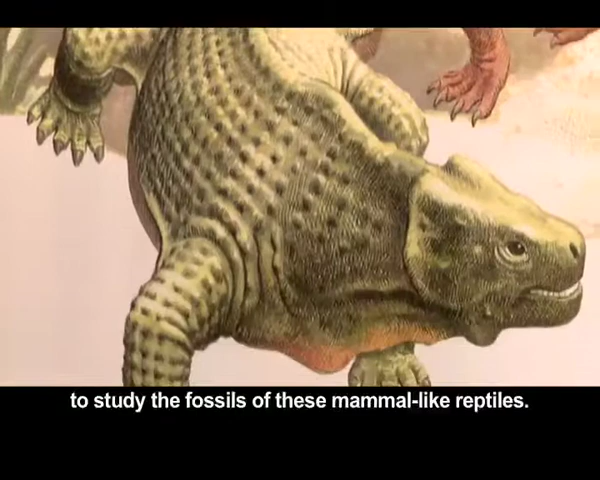 to study the fossils of these mammal-like reptiles.